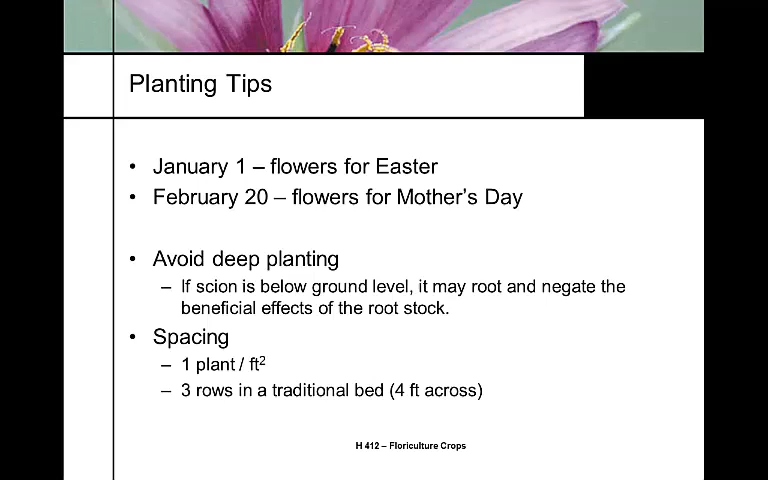 Planting Tips
• January 1 – flowers for Easter
• February 20 – flowers for Mother’s Day
• Avoid deep planting
– If scion is below ground level, it may root and negate the
beneficial effects of the root stock.
• Spacing
– 1 plant / ft²
– 3 rows in a traditional bed (4 ft across)
H 412 – Floriculture Crops